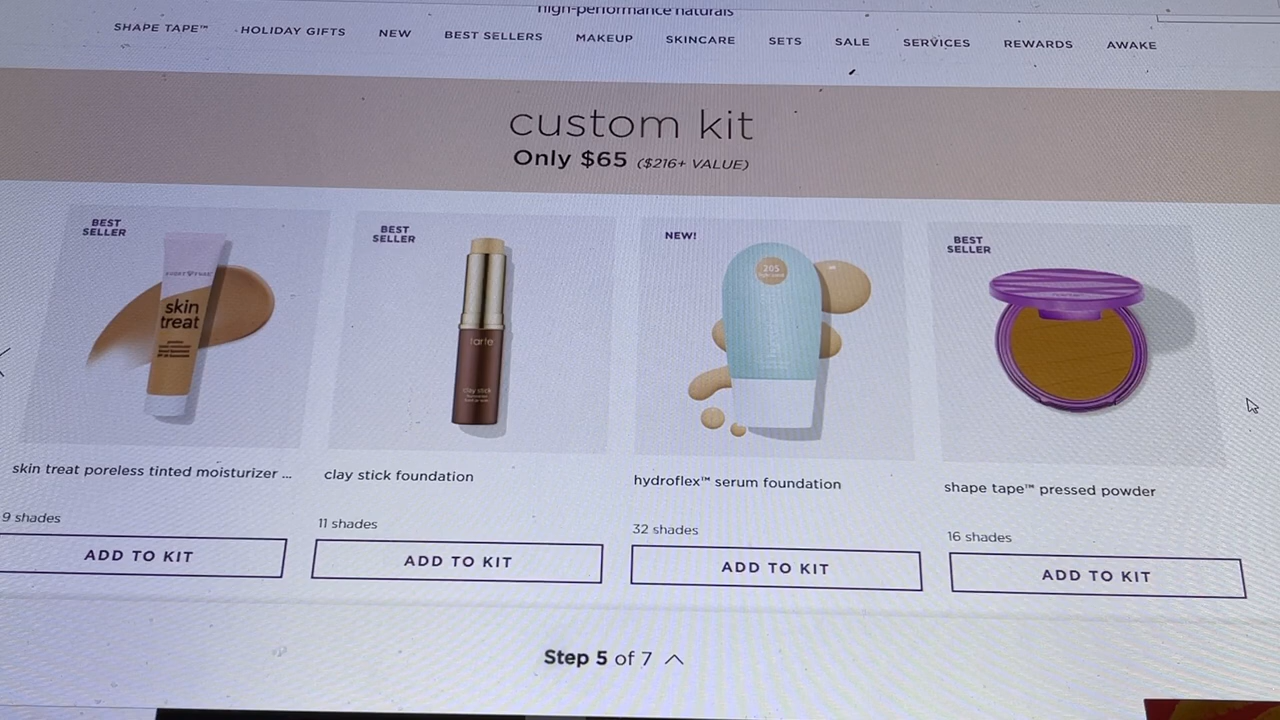 high-performance naturals
SHAPE TAPE™ HOLIDAY GIFTS NEW BEST SELLERS MAKEUP SKINCARE SETS SALE SERVICES REWARDS AWAKE
custom kit
Only $65 ($216+ VALUE)
BEST
SELLER
skin
treat
BEST
SELLER
tarte
clay stick
NEW!
205
BEST
SELLER
skin treat poreless tinted moisturizer ...
clay stick foundation
hydroflex™ serum foundation
shape tape™ pressed powder
9 shades
11 shades
32 shades
16 shades
ADD TO KIT
ADD TO KIT
ADD TO KIT
ADD TO KIT
Step 5 of 7